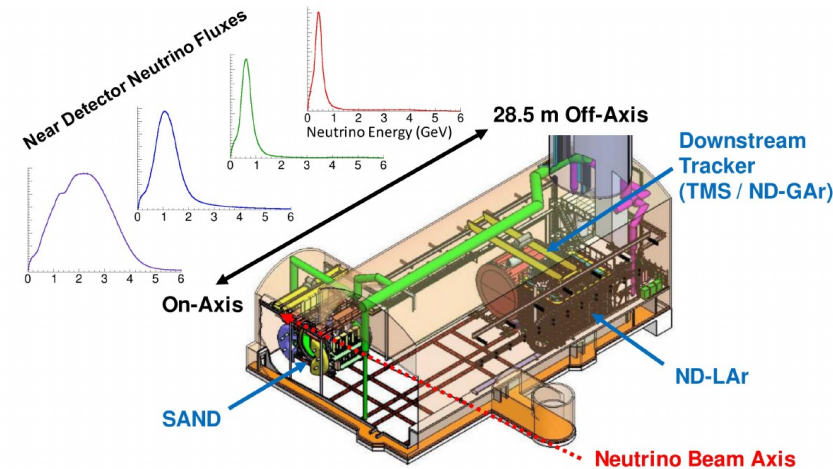 Near Detector Neutrino Fluxes
0 1 2 3 4 5 6
Neutrino Energy (GeV)
0 1 2 3 4 5 6
0 1 2 3 4 5 6
0 1 2 3 4 5 6
28.5 m Off-Axis
Downstream
Tracker
(TMS / ND-GAr)
On-Axis
ND-LAr
SAND
Neutrino Beam Axis